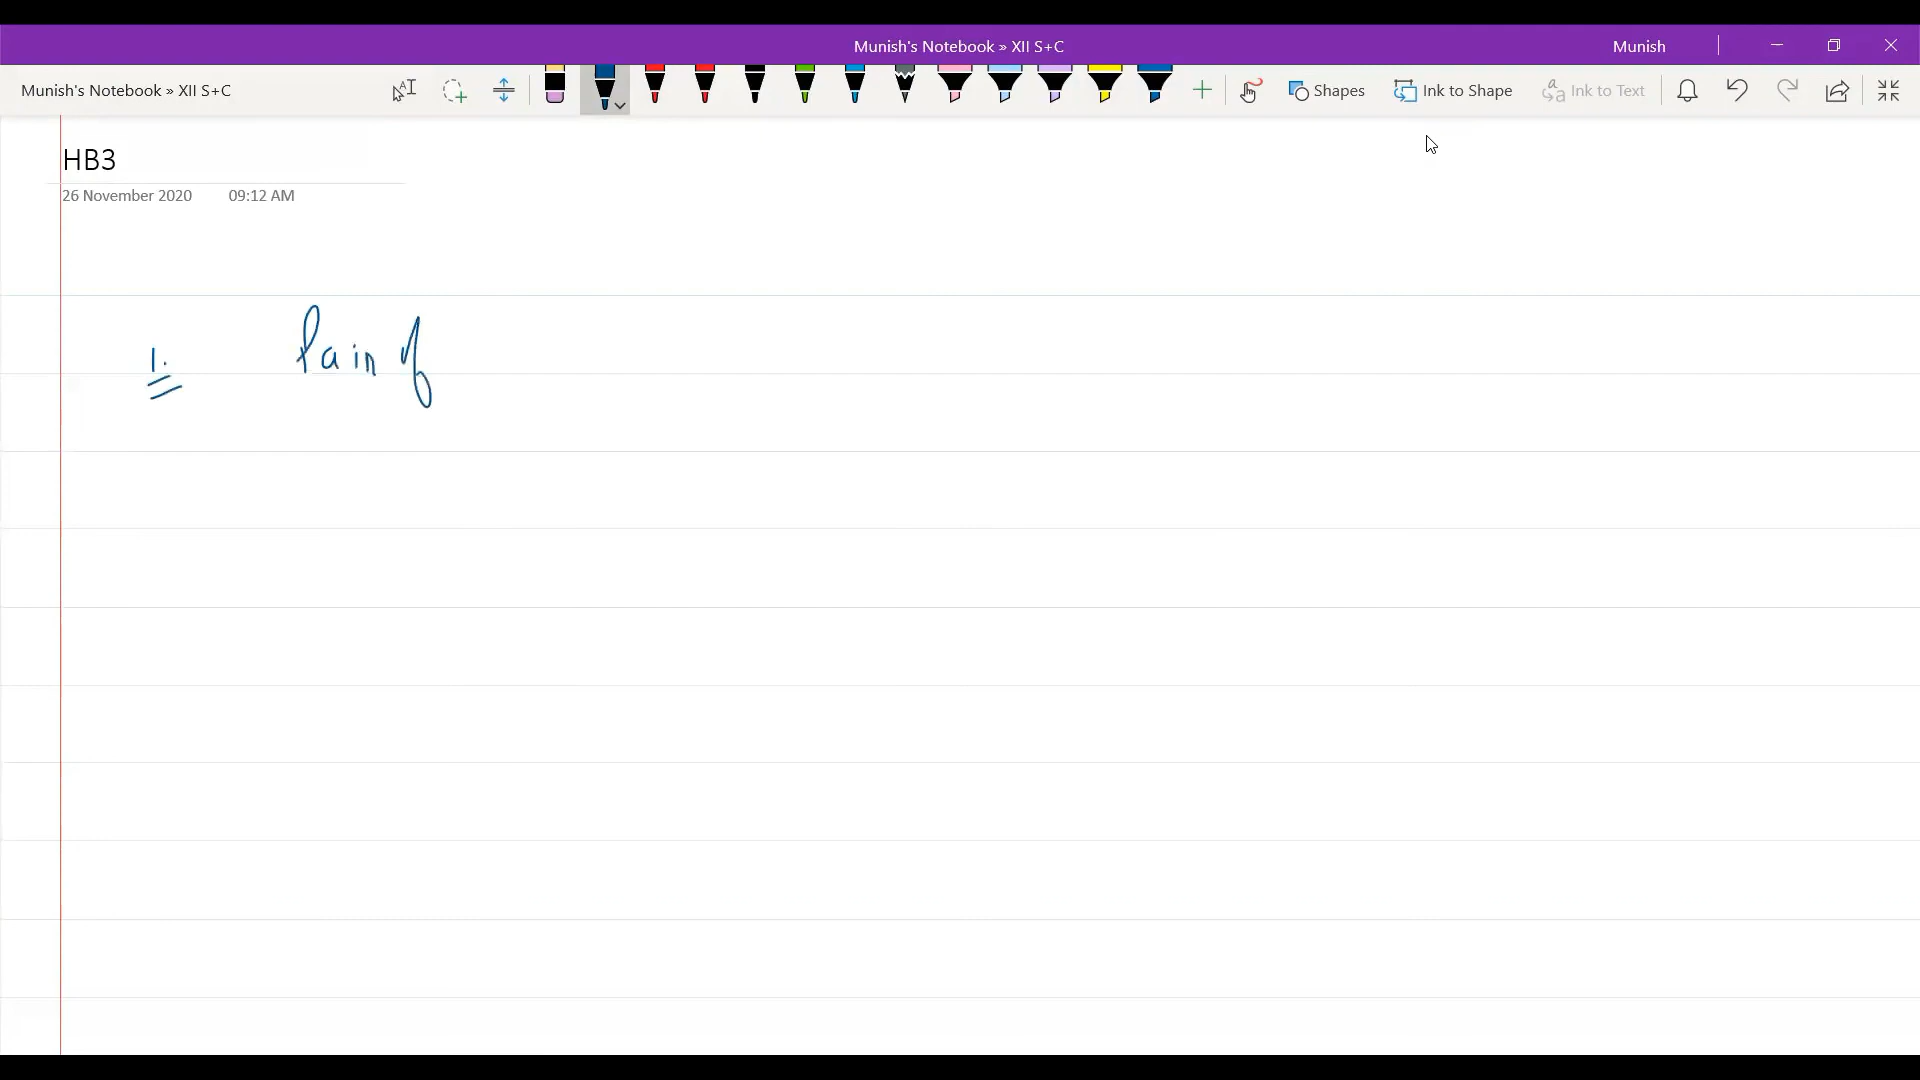 Munish's Notebook » XII S+C
Munish
Munish's Notebook » XII S+C
Shapes
Ink to Shape
Ink to Text
HB3
26 November 2020 09:12 AM
1. Pain of